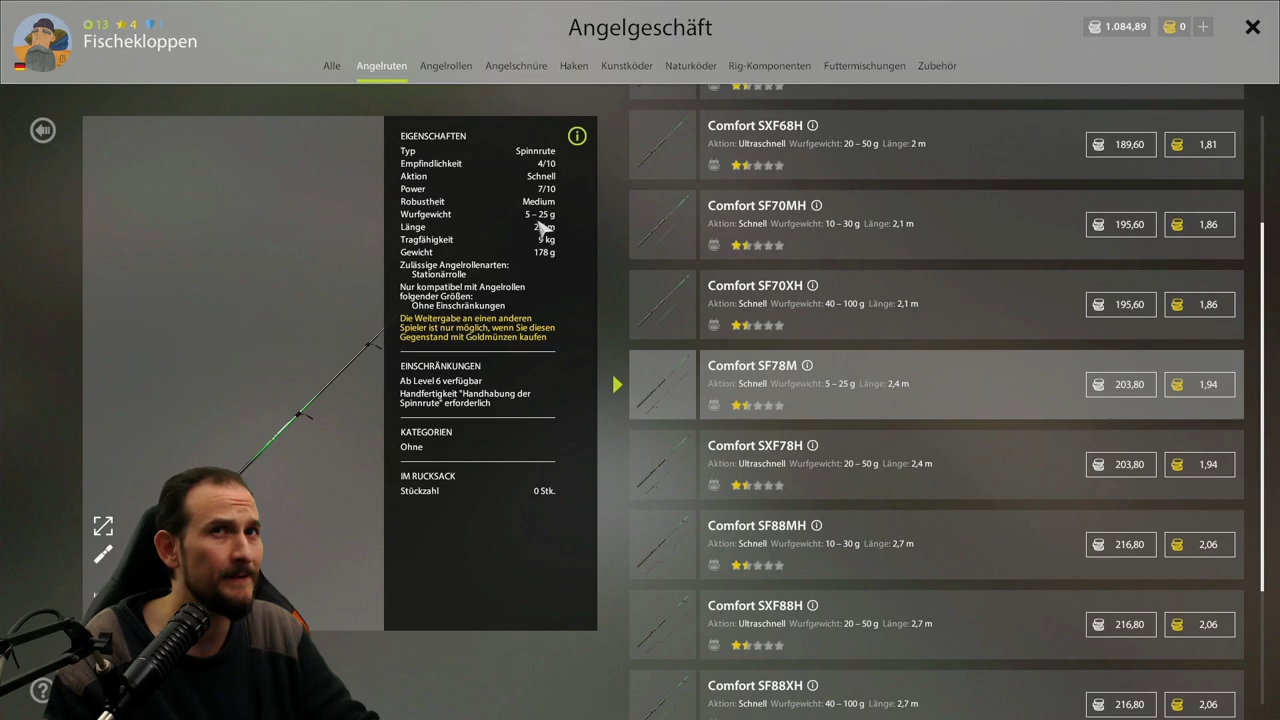 13 4 1
Fischekloppen
Angelgeschäft
1.084,89
0
Alle Angelruten Angelrollen Angelschnüre Haken Kunstköder Naturköder Rig-Komponenten Futtermischungen Zubehör
EIGENSCHAFTEN
Typ Spinnrute
Empfindlichkeit 4/10
Aktion Schnell
Power 7/10
Robustheit Medium
Wurfgewicht 5 – 25 g
Länge
Tragfähigkeit 9 kg
Gewicht 178 g
Zulässige Angelrollenarten:
Stationärrolle
Nur kompatibel mit Angelrollen
folgender Größen:
Ohne Einschränkungen
Die Weitergabe an einen anderen
Spieler ist nur möglich, wenn Sie diesen
Gegenstand mit Goldmünzen kaufen
EINSCHRÄNKUNGEN
Ab Level 6 verfügbar
Handfertigkeit "Handhabung der
Spinnrute" erforderlich
KATEGORIEN
Ohne
IM RUCKSACK
Stückzahl 0 Stk.
Comfort SXF68H
Aktion: Ultraschnell Wurfgewicht: 20 – 50 g Länge: 2 m
189,60 1,81
Comfort SF70MH
Aktion: Schnell Wurfgewicht: 10 – 30 g Länge: 2,1 m
195,60 1,86
Comfort SF70XH
Aktion: Schnell Wurfgewicht: 40 – 100 g Länge: 2,1 m
195,60 1,86
Comfort SF78M
Aktion: Schnell Wurfgewicht: 5 – 25 g Länge: 2,4 m
203,80 1,94
Comfort SXF78H
Aktion: Ultraschnell Wurfgewicht: 20 – 50 g Länge: 2,4 m
203,80 1,94
Comfort SF88MH
Aktion: Schnell Wurfgewicht: 10 – 30 g Länge: 2,7 m
216,80 2,06
Comfort SXF88H
Aktion: Ultraschnell Wurfgewicht: 20 – 50 g Länge: 2,7 m
216,80 2,06
Comfort SF88XH
Aktion: Schnell Wurfgewicht: 40 – 100 g Länge: 2,7 m
216,80 2,06